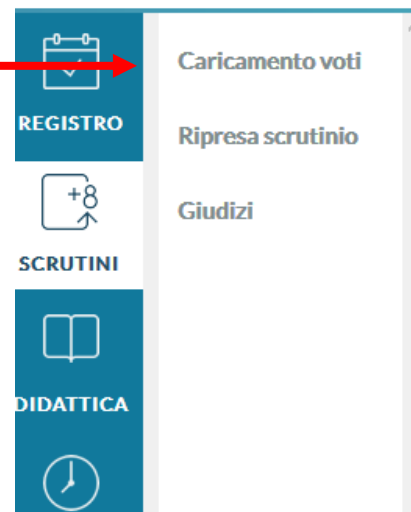 REGISTRO
+8
SCRUTINI
DIDATTICA
Caricamento voti
Ripresa scrutinio
Giudizi